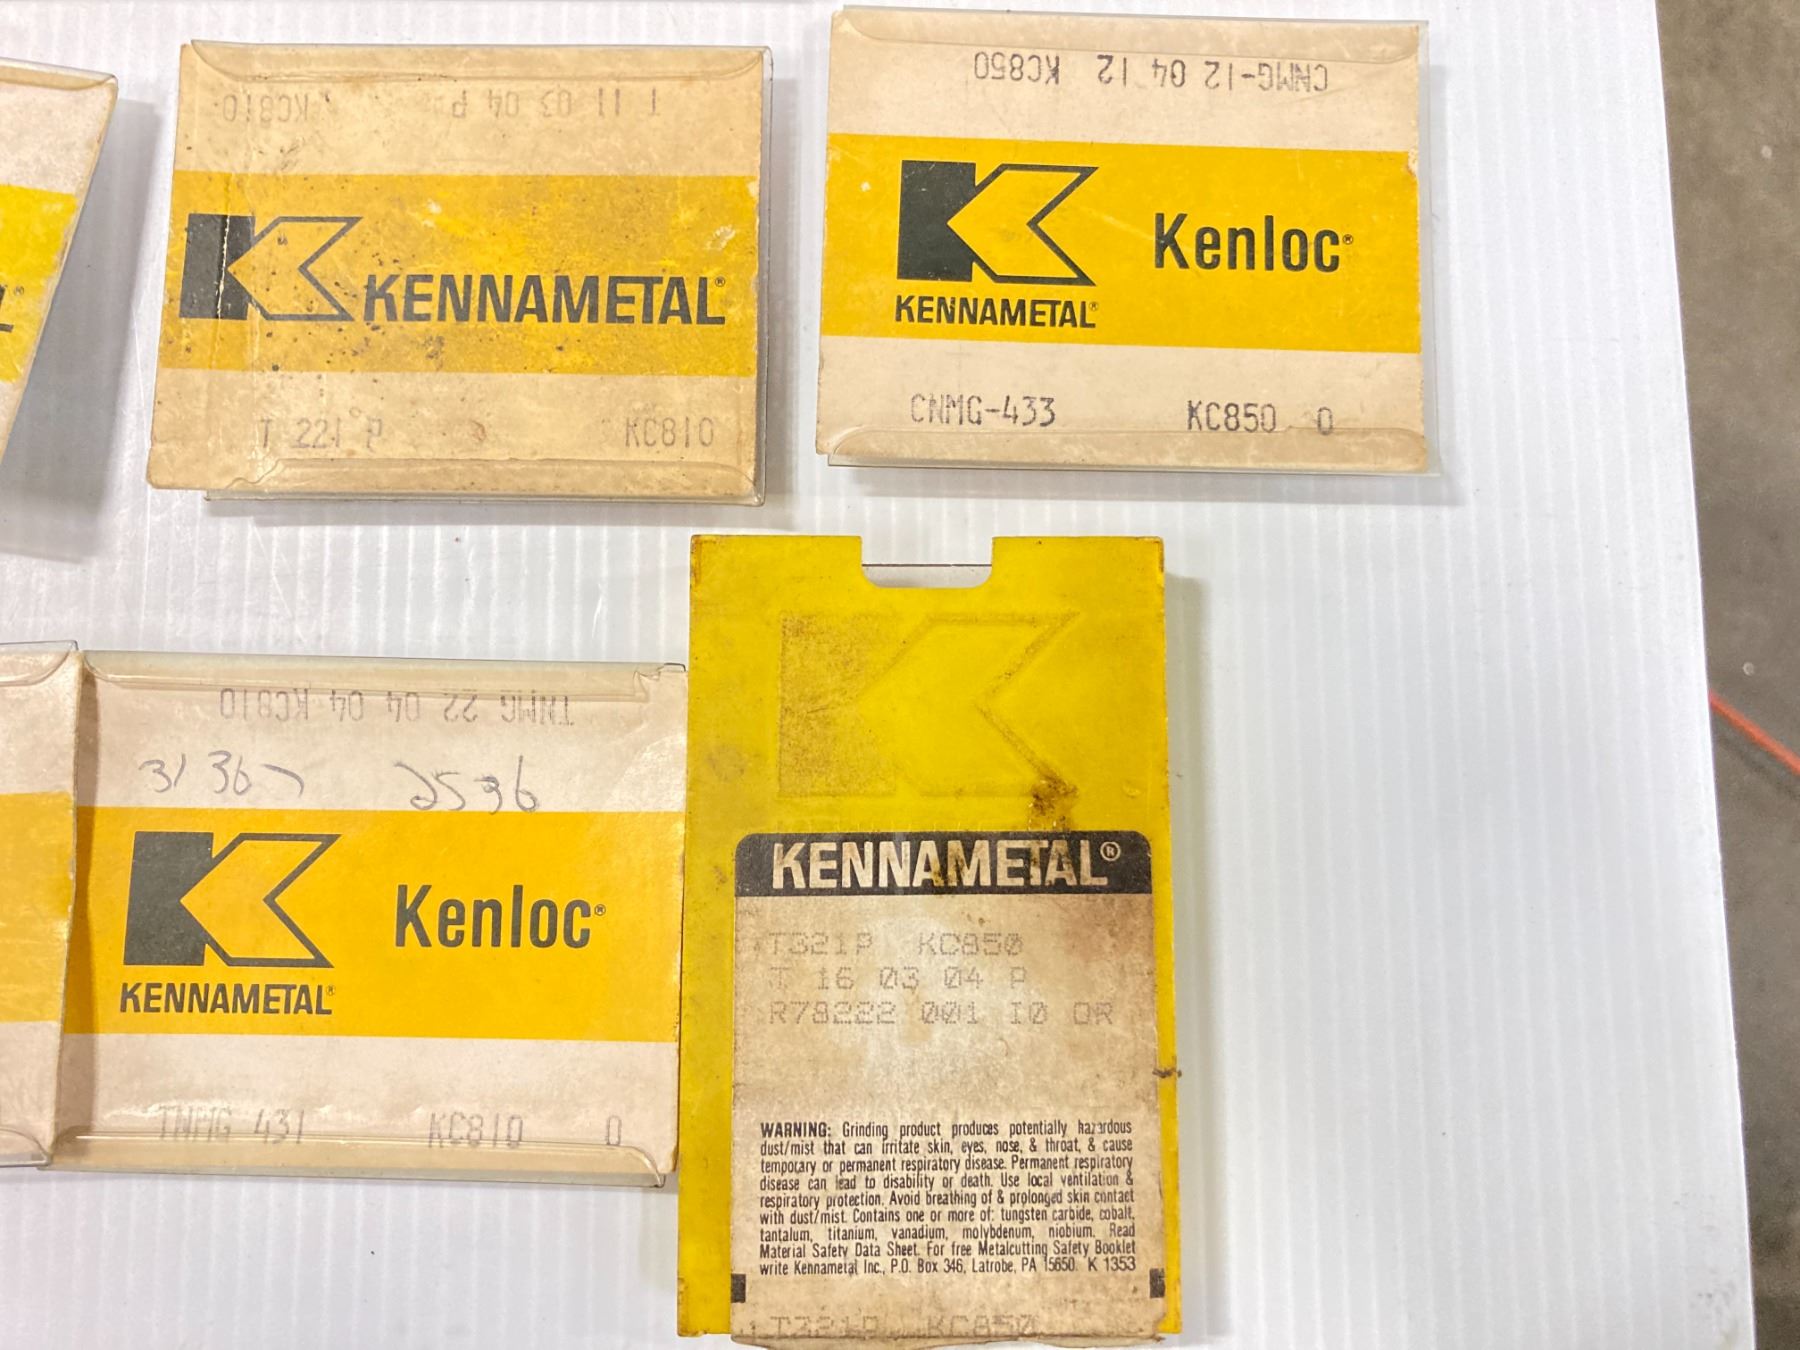 T 11 03 04 P KC810
KENNAMETAL®
T 221 P KC810
CNMG-12 04 12 KC850
Kenloc®
KENNAMETAL®
CNMG-433 KC850 0
TNMG 22 04 04 KC810
31367 2536
Kenloc®
KENNAMETAL®
TNMG 431 KC810 0
KENNAMETAL®
T321P KC850
T 16 03 04 P
R78222 001 I0 OR
WARNING: Grinding product produces potentially hazardous
dust/mist that can irritate skin, eyes, nose, & throat, & cause
temporary or permanent respiratory disease. Permanent respiratory
disease can lead to disability or death. Use local ventilation &
respiratory protection. Avoid breathing of & prolonged skin contact
with dust/mist. Contains one or more of: tungsten carbide, cobalt,
tantalum, titanium, vanadium, molybdenum, niobium. Read
Material Safety Data Sheet. For free Metalcutting Safety Booklet
write Kennametal Inc., P.O. Box 346, Latrobe, PA 15650. K 1353
T321P KC850